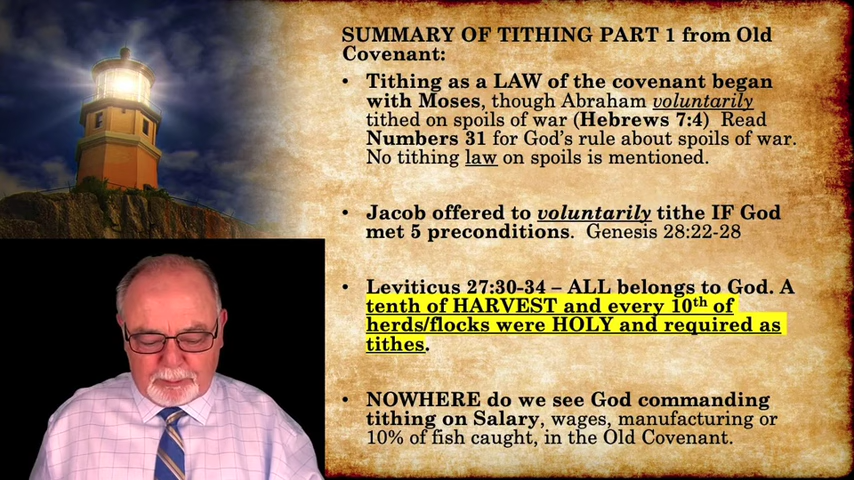 SUMMARY OF TITHING PART 1 from Old
Covenant:
• Tithing as a LAW of the covenant began
with Moses, though Abraham voluntarily
tithed on spoils of war (Hebrews 7:4) Read
Numbers 31 for God's rule about spoils of war.
No tithing law on spoils is mentioned.
• Jacob offered to voluntarily tithe IF God
met 5 preconditions. Genesis 28:22-28
• Leviticus 27:30-34 – ALL belongs to God. A
tenth of HARVEST and every 10th of
herds/flocks were HOLY and required as
tithes.
• NOWHERE do we see God commanding
tithing on Salary, wages, manufacturing or
10% of fish caught, in the Old Covenant.